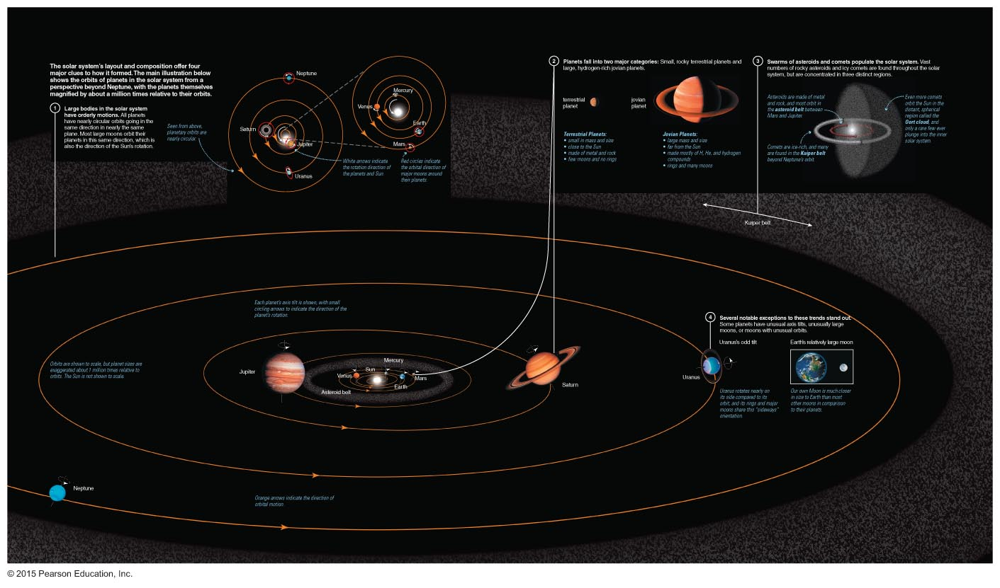 The solar system's layout and composition offer four
major clues to how it formed. The main illustration below
shows the orbits of planets in the solar system from a
perspective beyond Neptune, with the planets themselves
magnified by about a million times relative to their orbits.
1
Large bodies in the solar system
have orderly motions. All planets
have nearly circular orbits going in the
same direction in nearly the same
plane. Most large moons orbit their
planets in this same direction, which is
also the direction of the Sun's rotation.
Seen from above,
planetary orbits are
nearly circular.
Neptune
Saturn
Jupiter
Uranus
Mercury
Venus
Earth
Mars
White arrows indicate
the rotation direction of
the planets and Sun.
Red circles indicate
the orbital direction of
major moons around
their planets.
2
Planets fall into two major categories: Small, rocky terrestrial planets and
large, hydrogen-rich jovian planets.
terrestrial
planet
jovian
planet
Terrestrial Planets:
• small in mass and size
• close to the Sun
• made of metal and rock
• few moons and no rings
Jovian Planets:
• large mass and size
• far from the Sun
• made mostly of H, He, and hydrogen
compounds
• rings and many moons
3
Swarms of asteroids and comets populate the solar system. Vast
numbers of rocky asteroids and icy comets are found throughout the solar
system, but are concentrated in three distinct regions.
Asteroids are made of metal
and rock, and most orbit in
the asteroid belt between
Mars and Jupiter.
Comets are ice-rich, and many
are found in the Kuiper belt
beyond Neptune's orbit.
Even more comets
orbit the Sun in the
distant, spherical
region called the
Oort cloud, and
only a rare few ever
plunge into the inner
solar system.
Kuiper belt
Each planet's axis tilt is shown, with small
circling arrows to indicate the direction of the
planet's rotation.
Orbits are shown to scale, but planet sizes are
exaggerated about 1 million times relative to
orbits. The Sun is not shown to scale.
Jupiter
Mercury
Sun
Venus
Mars
Earth
Asteroid belt
Saturn
4
Several notable exceptions to these trends stand out.
Some planets have unusual axis tilts, unusually large
moons, or moons with unusual orbits.
Uranus's odd tilt
Earth's relatively large moon
Uranus
Uranus rotates nearly on
its side compared to its
orbit, and its rings and major
moons share this "sideways"
orientation.
Our own Moon is much closer
in size to Earth than most
other moons in comparison
to their planets.
Neptune
Orange arrows indicate the direction of
orbital motion.
© 2015 Pearson Education, Inc.